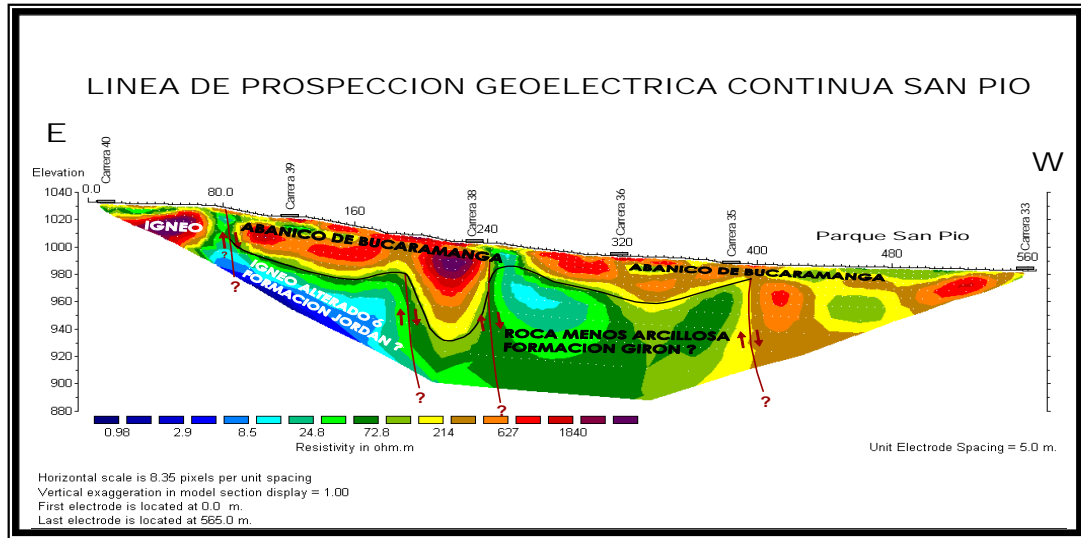 LINEA DE PROSPECCION GEOELECTRICA CONTINUA SAN PIO
E
W
Carrera 40
Carrera 39
Carrera 38
Carrera 36
Carrera 35
Carrera 33
Elevation
0.0
80.0
160
240
320
400
480
560
Parque San Pio
1040
1020
1000
980
960
940
920
900
880
IGNEO
ABANICO DE BUCARAMANGA
ABANICO DE BUCARAMANGA
IGNEO ALTERADO ó
FORMACION JORDAN ?
ROCA MENOS ARCILLOSA
FORMACION GIRON ?
?
?
?
?
?
0.98 2.9 8.5 24.8 72.8 214 627 1840
Resistivity in ohm.m
Unit Electrode Spacing = 5.0 m.
Horizontal scale is 8.35 pixels per unit spacing
Vertical exaggeration in model section display = 1.00
First electrode is located at 0.0 m.
Last electrode is located at 565.0 m.